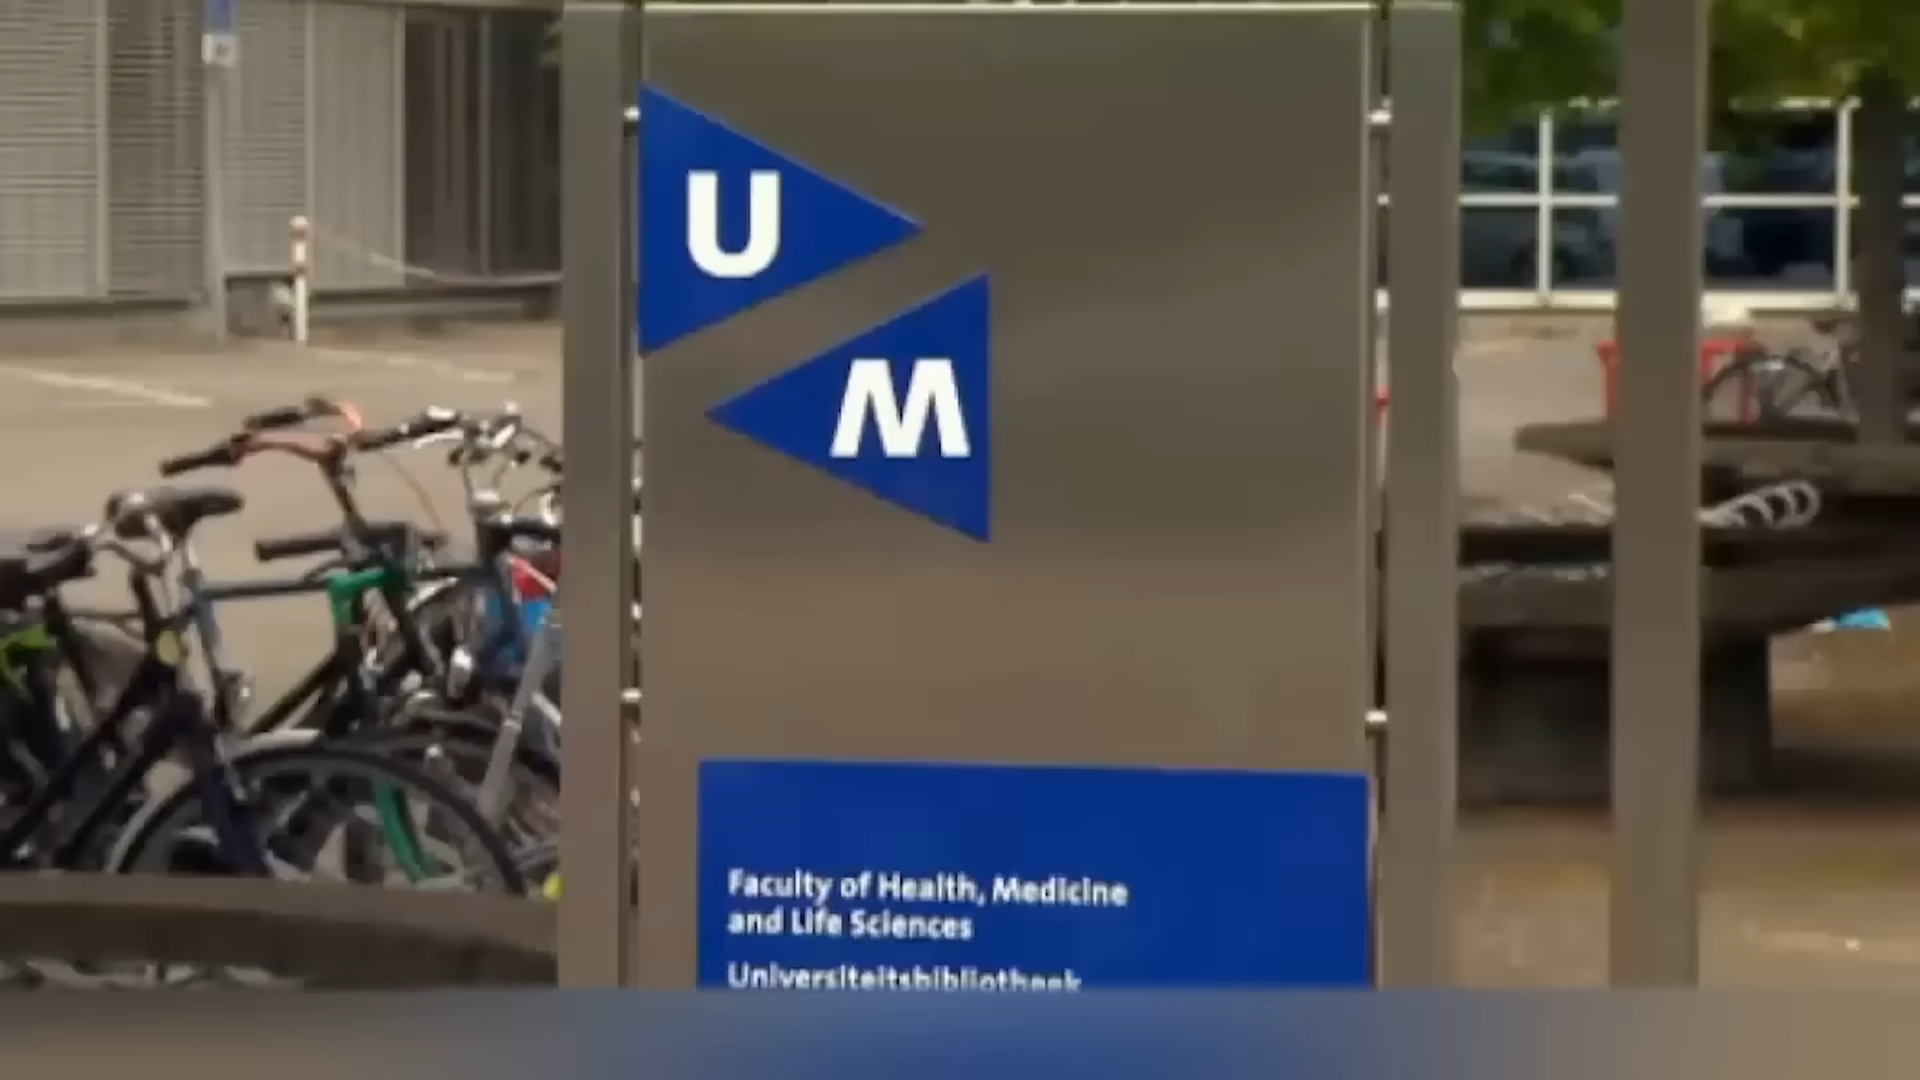 U
M
Faculty of Health, Medicine
and Life Sciences
Universiteitsbibliotheek